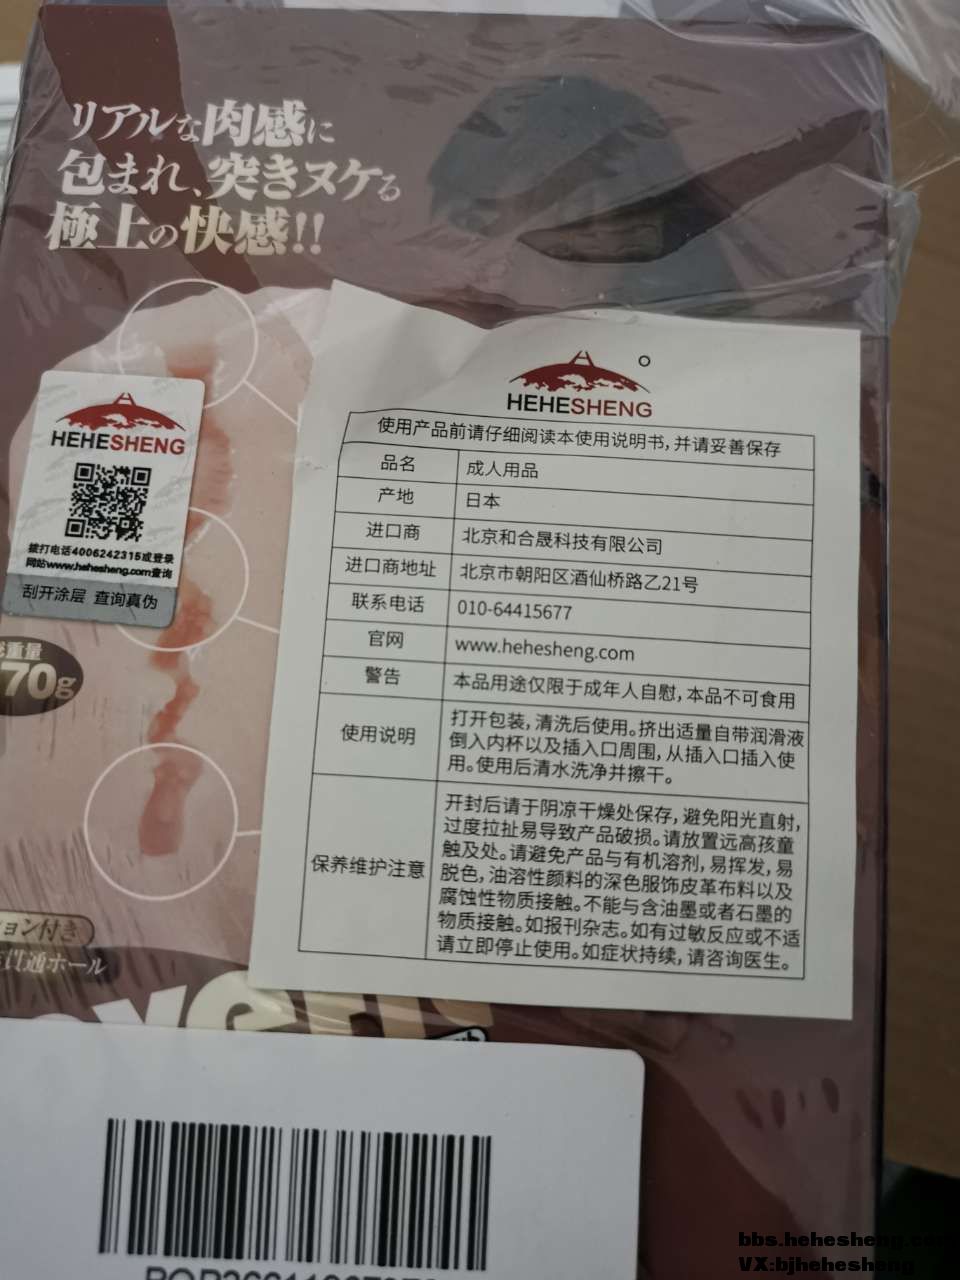 リアルな肉感に
包まれ、突きヌケる
極上の快感!!
HEHESHENG
拨打电话4006242315或登录
网站www.hehesheng.com查询
刮开涂层 查询真伪
重量
70g
HEHESHENG
使用产品前请仔细阅读本使用说明书,并请妥善保存
品名 成人用品
产地 日本
进口商 北京和合晟科技有限公司
进口商地址 北京市朝阳区酒仙桥路乙21号
联系电话 010-64415677
官网 www.hehesheng.com
警告 本品用途仅限于成年人自慰,本品不可食用
使用说明
打开包装,清洗后使用。挤出适量自带润滑液
倒入内杯以及插入口周围,从插入口插入使
用。使用后清水洗净并擦干。
保养维护注意
开封后请于阴凉干燥处保存,避免阳光直射,
过度拉扯易导致产品破损。请放置远高孩童
触及处。请避免产品与有机溶剂,易挥发,易
脱色,油溶性颜料的深色服饰皮革布料以及
腐蚀性物质接触。不能与含油墨或者石墨的
物质接触。如报刊杂志。如有过敏反应或不适
请立即停止使用。如症状持续,请咨询医生。
ョン付き
貫通ホール
bbs.hehesheng.co
VX:bjhehesheng